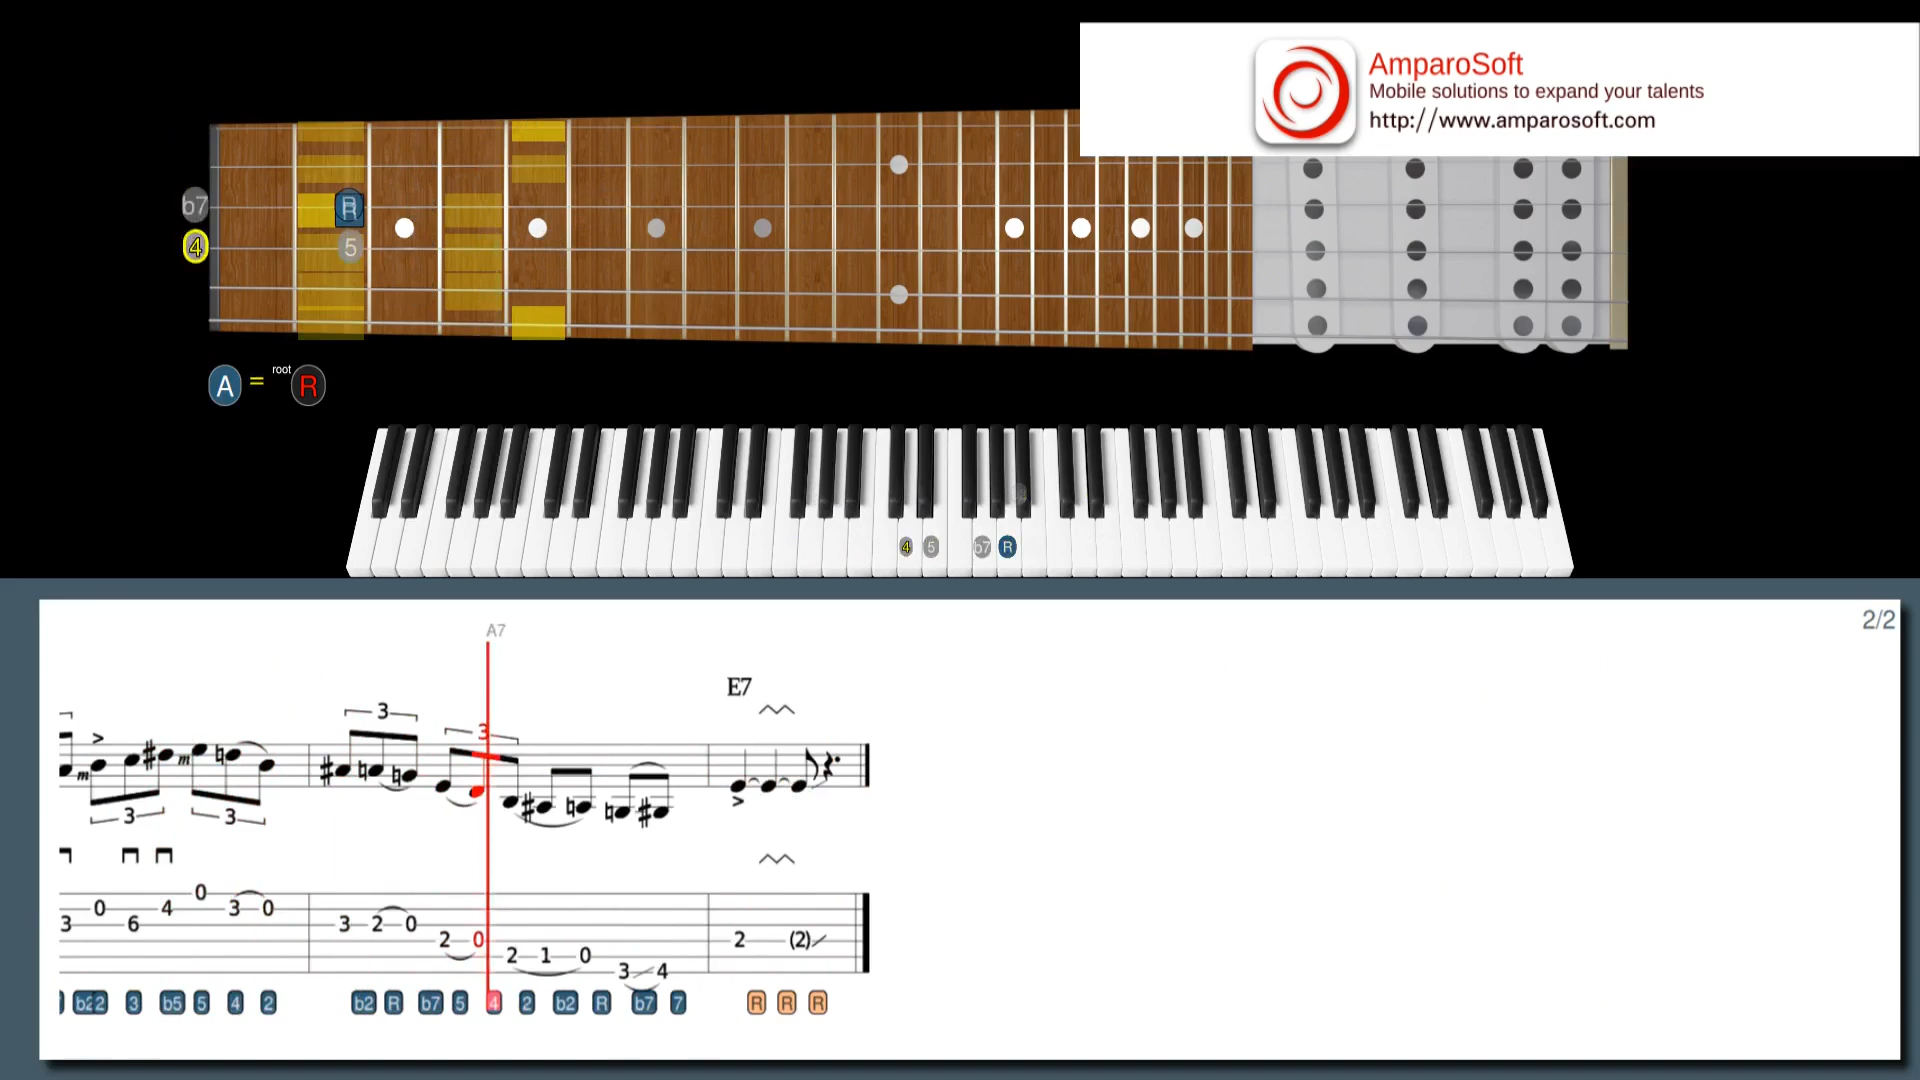 AmparoSoft
Mobile solutions to expand your talents
http://www.amparosoft.com
b7 R
4 5
A = root R
4 5 b7 R
2/2
A7
E7
3 3
> m m
3 3
>
0
0 4 3 0
3 6 3 2 0
2 0 2 (2)
2 1 0
3 4
b2 2 3 b5 5 4 2 b2 R b7 5 4 2 b2 R b7 7 R R R